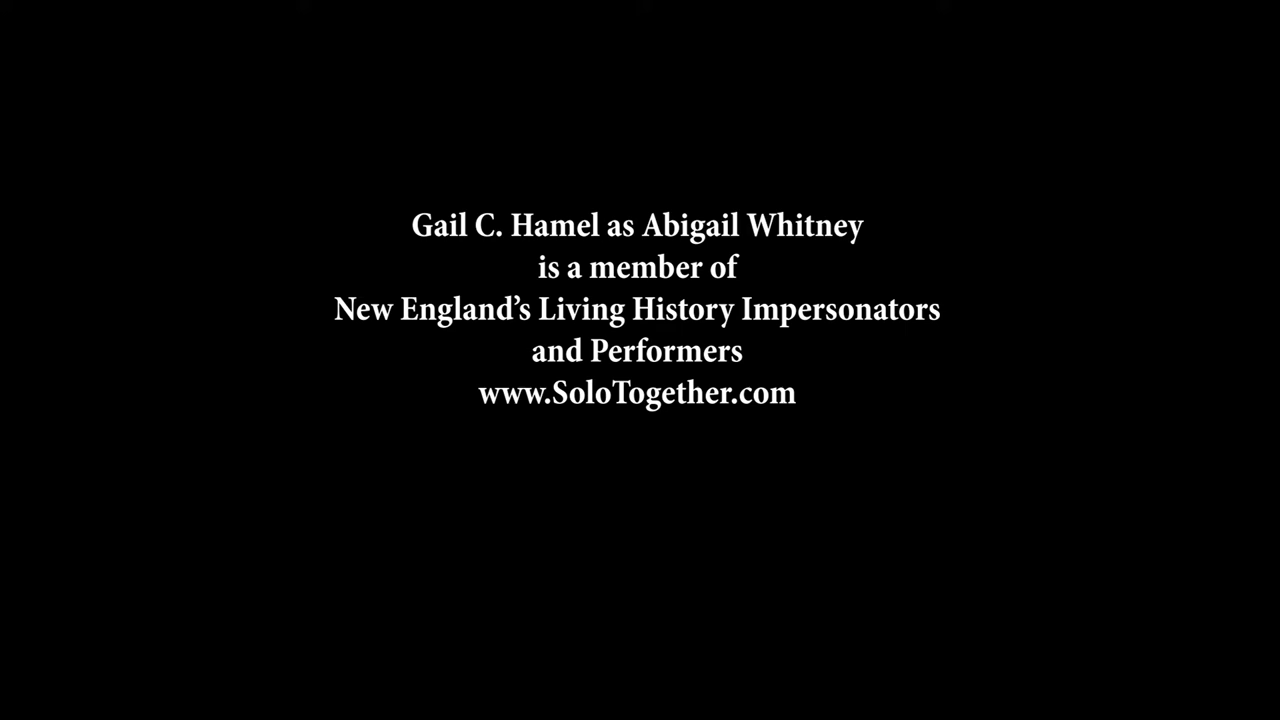 Gail C. Hamel as Abigail Whitney
is a member of
New England’s Living History Impersonators
and Performers
www.SoloTogether.com